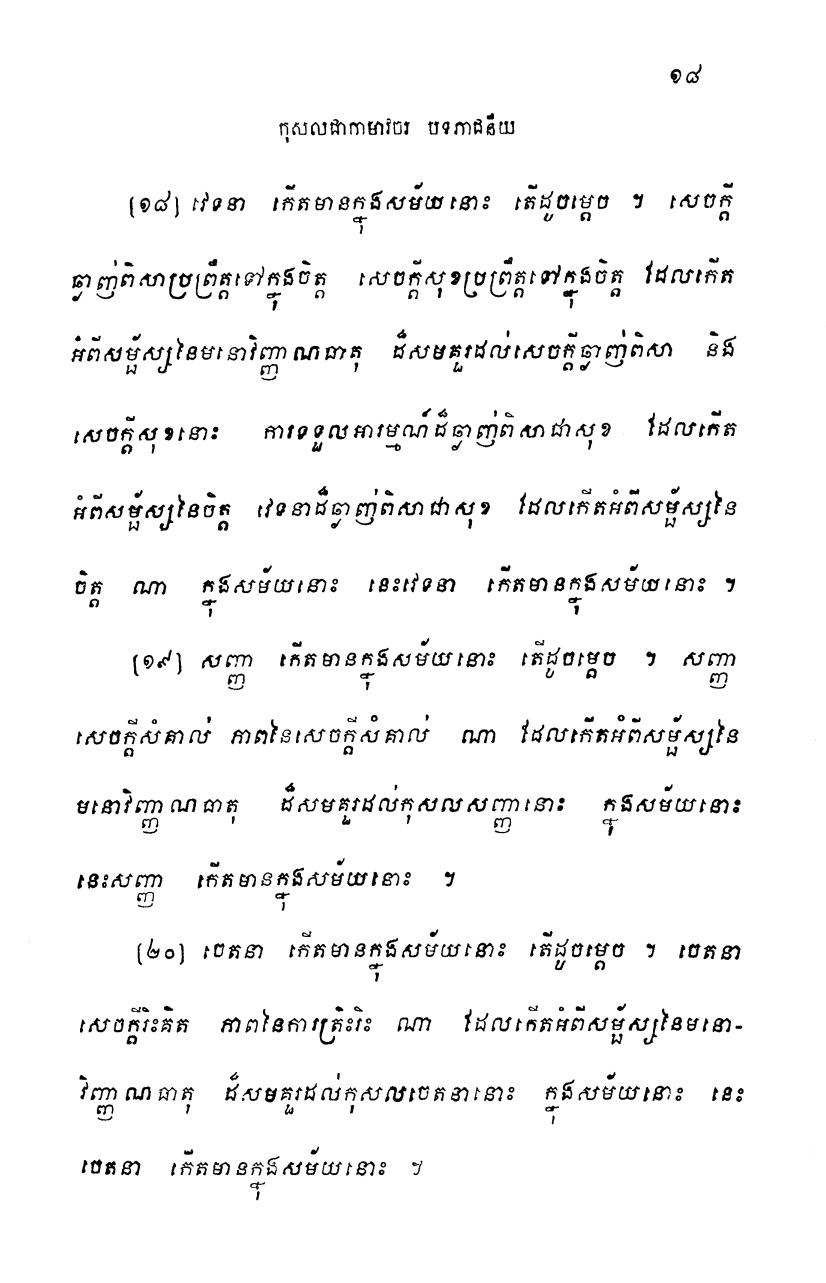 ១៨
កុសលជាកាមាវចរ បទភាជនីយ
(១៨) វេទនា កើតមានក្នុងសម័យនោះ តើដូចម្តេច ។ សេចក្តី
ឆ្ងាញ់ពិសាប្រព្រឹត្តទៅក្នុងចិត្ត សេចក្តីសុខប្រព្រឹត្តទៅក្នុងចិត្ត ដែលកើត
អំពីសម្ផ័ស្សនៃមនោវិញ្ញាណធាតុ ដ៏សមគួរដល់សេចក្តីឆ្ងាញ់ពិសា និង
សេចក្តីសុខនោះ ការទទួលអារម្មណ៍ដ៏ឆ្ងាញ់ពិសាជាសុខ ដែលកើត
អំពីសម្ផ័ស្សនៃចិត្ត វេទនាដ៏ឆ្ងាញ់ពិសាជាសុខ ដែលកើតអំពីសម្ផ័ស្សនៃ
ចិត្ត ណា ក្នុងសម័យនោះ នេះវេទនា កើតមានក្នុងសម័យនោះ ។
(១៩) សញ្ញា កើតមានក្នុងសម័យនោះ តើដូចម្តេច ។ សញ្ញា
សេចក្តីសំគាល់ ភាពនៃសេចក្តីសំគាល់ ណា ដែលកើតអំពីសម្ផ័ស្សនៃ
មនោវិញ្ញាណធាតុ ដ៏សមគួរដល់កុសលសញ្ញានោះ ក្នុងសម័យនោះ
នេះសញ្ញា កើតមានក្នុងសម័យនោះ ។
(២០) ចេតនា កើតមានក្នុងសម័យនោះ តើដូចម្តេច ។ ចេតនា
សេចក្តីរិះគិត ភាពនៃការត្រិះរិះ ណា ដែលកើតអំពីសម្ផ័ស្សនៃមនោ-
វិញ្ញាណធាតុ ដ៏សមគួរដល់កុសលចេតនានោះ ក្នុងសម័យនោះ នេះ
ចេតនា កើតមានក្នុងសម័យនោះ ។